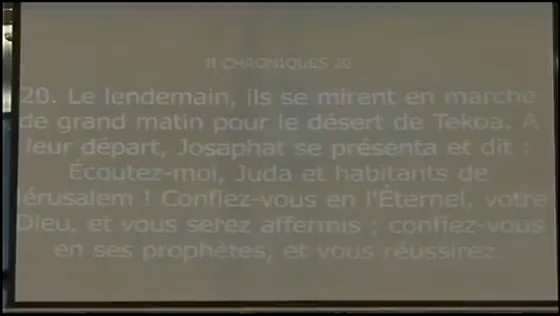 II CHRONIQUES 20
20. Le lendemain, ils se mirent en marche
de grand matin pour le désert de Tekoa. A
leur départ, Josaphat se présenta et dit :
Écoutez-moi, Juda et habitants de
Jérusalem ! Confiez-vous en l'Éternel, votre
Dieu, et vous serez affermis ; confiez-vous
en ses prophètes, et vous réussirez.